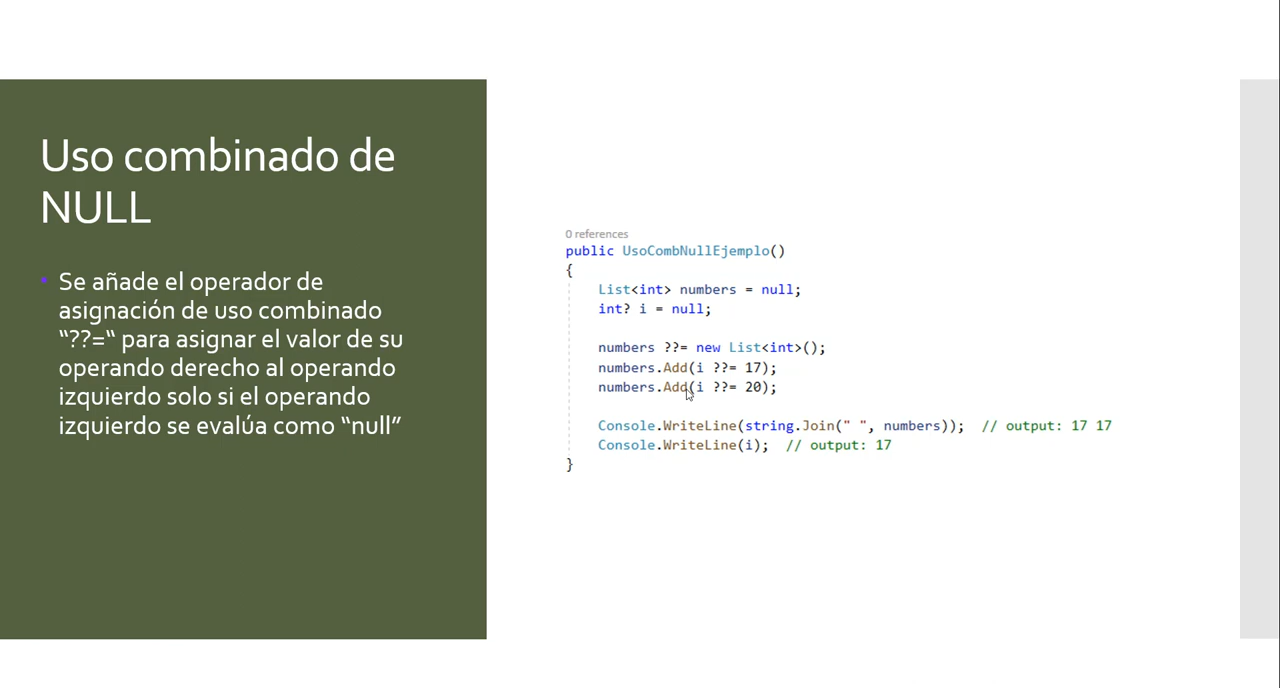 Uso combinado de
NULL
• Se añade el operador de
asignación de uso combinado
“??=“ para asignar el valor de su
operando derecho al operando
izquierdo solo si el operando
izquierdo se evalúa como “null”
0 references
public UsoCombNullEjemplo()
{
List<int> numbers = null;
int? i = null;
numbers ??= new List<int>();
numbers.Add(i ??= 17);
numbers.Add(i ??= 20);
Console.WriteLine(string.Join(" ", numbers));  // output: 17 17
Console.WriteLine(i);  // output: 17
}